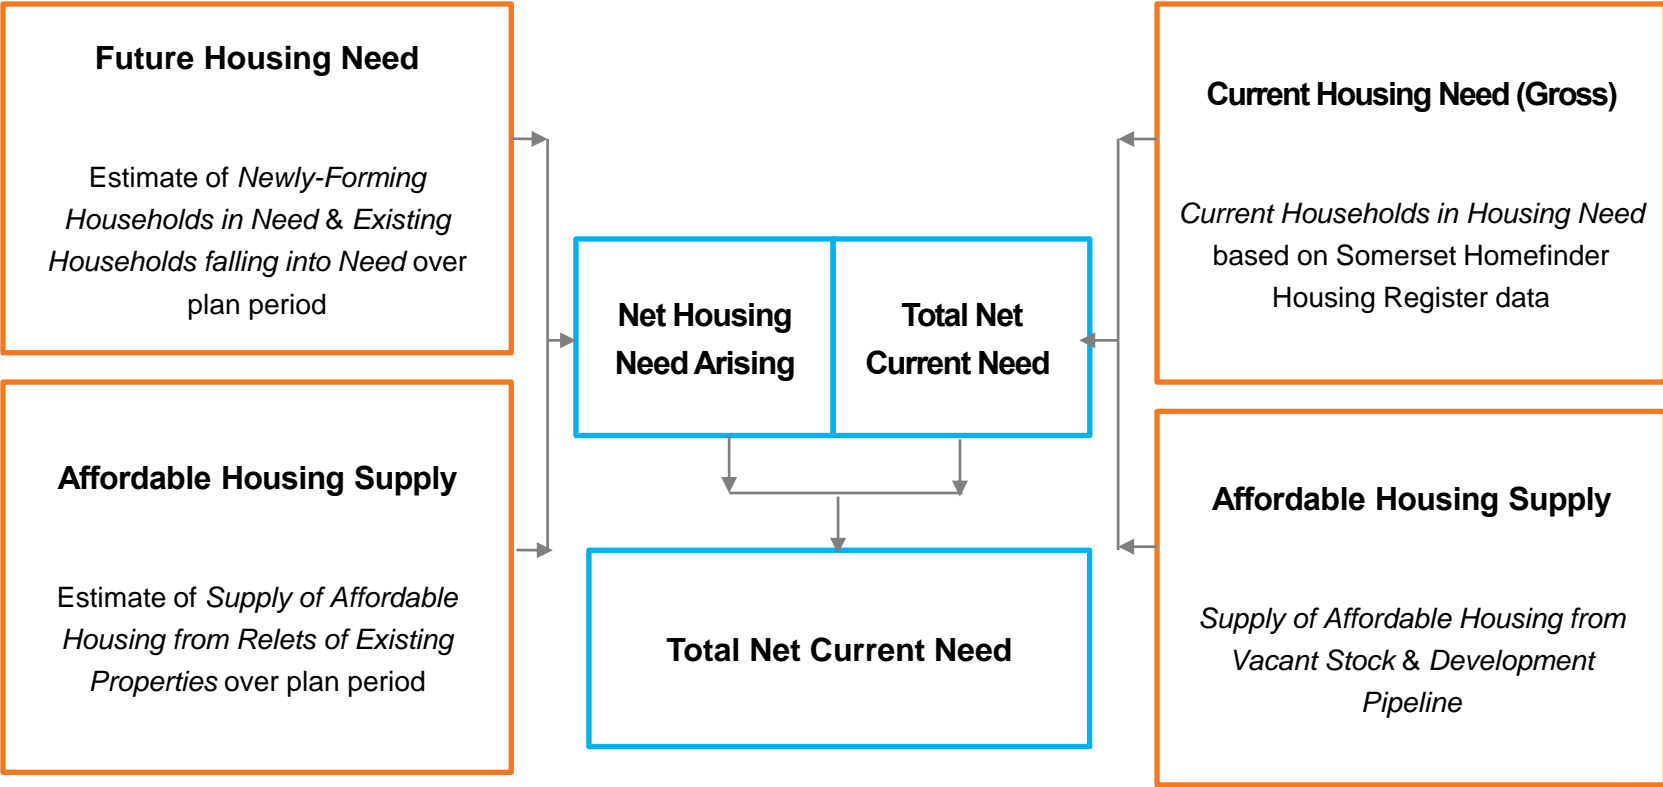 Future Housing Need
Estimate of Newly-Forming
Households in Need & Existing
Households falling into Need over
plan period
Affordable Housing Supply
Estimate of Supply of Affordable
Housing from Relets of Existing
Properties over plan period
Net Housing
Need Arising
Total Net
Current Need
Total Net Current Need
Current Housing Need (Gross)
Current Households in Housing Need
based on Somerset Homefinder
Housing Register data
Affordable Housing Supply
Supply of Affordable Housing from
Vacant Stock & Development
Pipeline